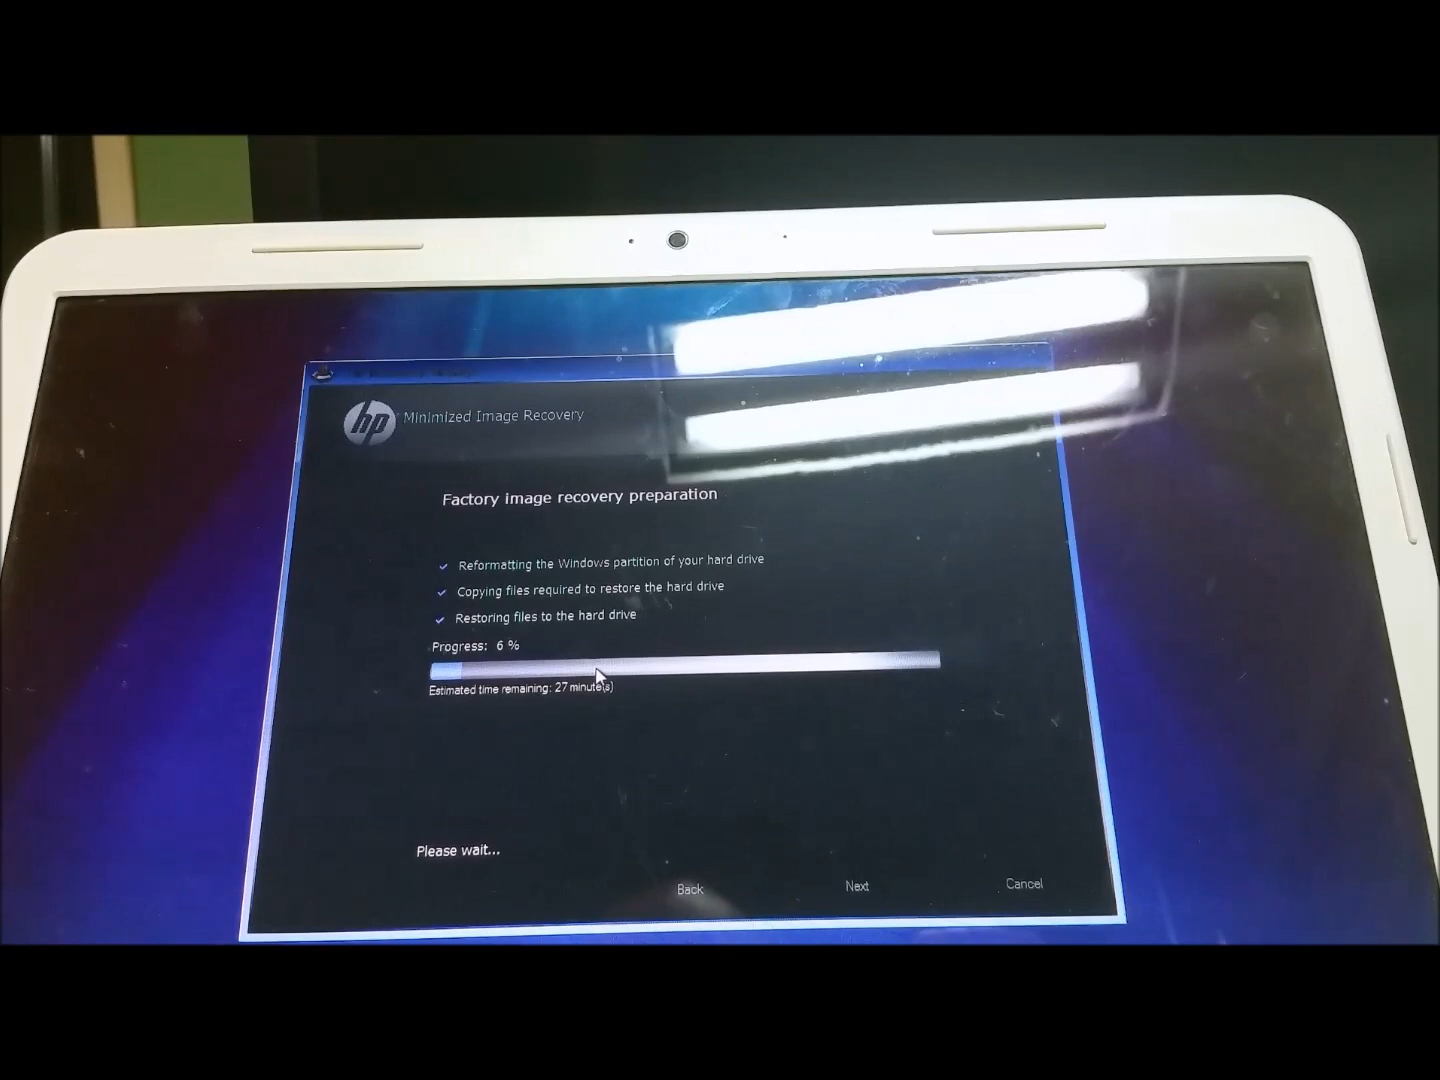 hp
Minimized Image Recovery
Factory image recovery preparation
Reformatting the Windows partition of your hard drive
Copying files required to restore the hard drive
Restoring files to the hard drive
Progress: 6 %
Estimated time remaining: 27 minute(s)
Please wait...
Back Next Cancel